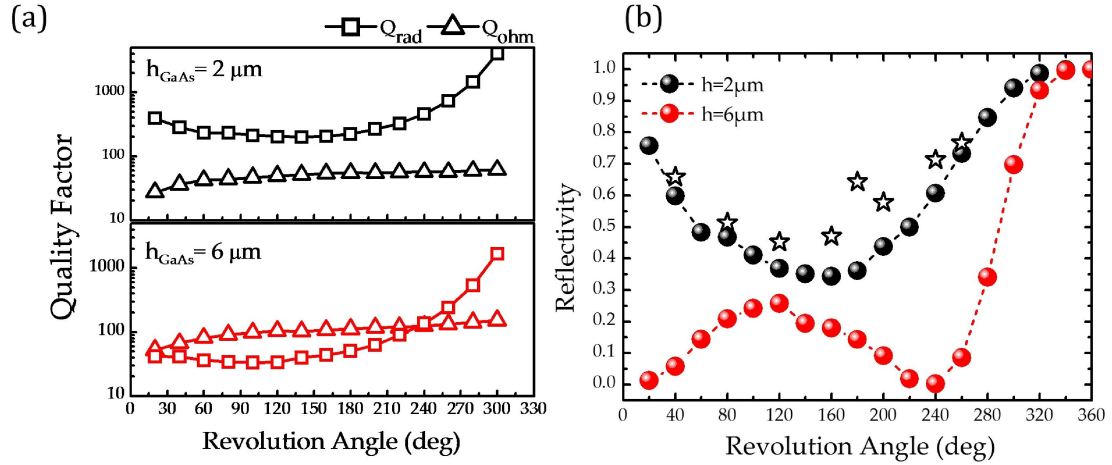 (a)
Q_rad Q_ohm
h_GaAs= 2 μm
1000
100
10
h_GaAs= 6 μm
1000
100
10
Quality Factor
0 30 60 90 120 150 180 210 240 270 300 330
Revolution Angle (deg)
(b)
h=2μm
h=6μm
1.0
0.9
0.8
0.7
0.6
0.5
0.4
0.3
0.2
0.1
0.0
Reflectivity
0 40 80 120 160 200 240 280 320 360
Revolution Angle (deg)